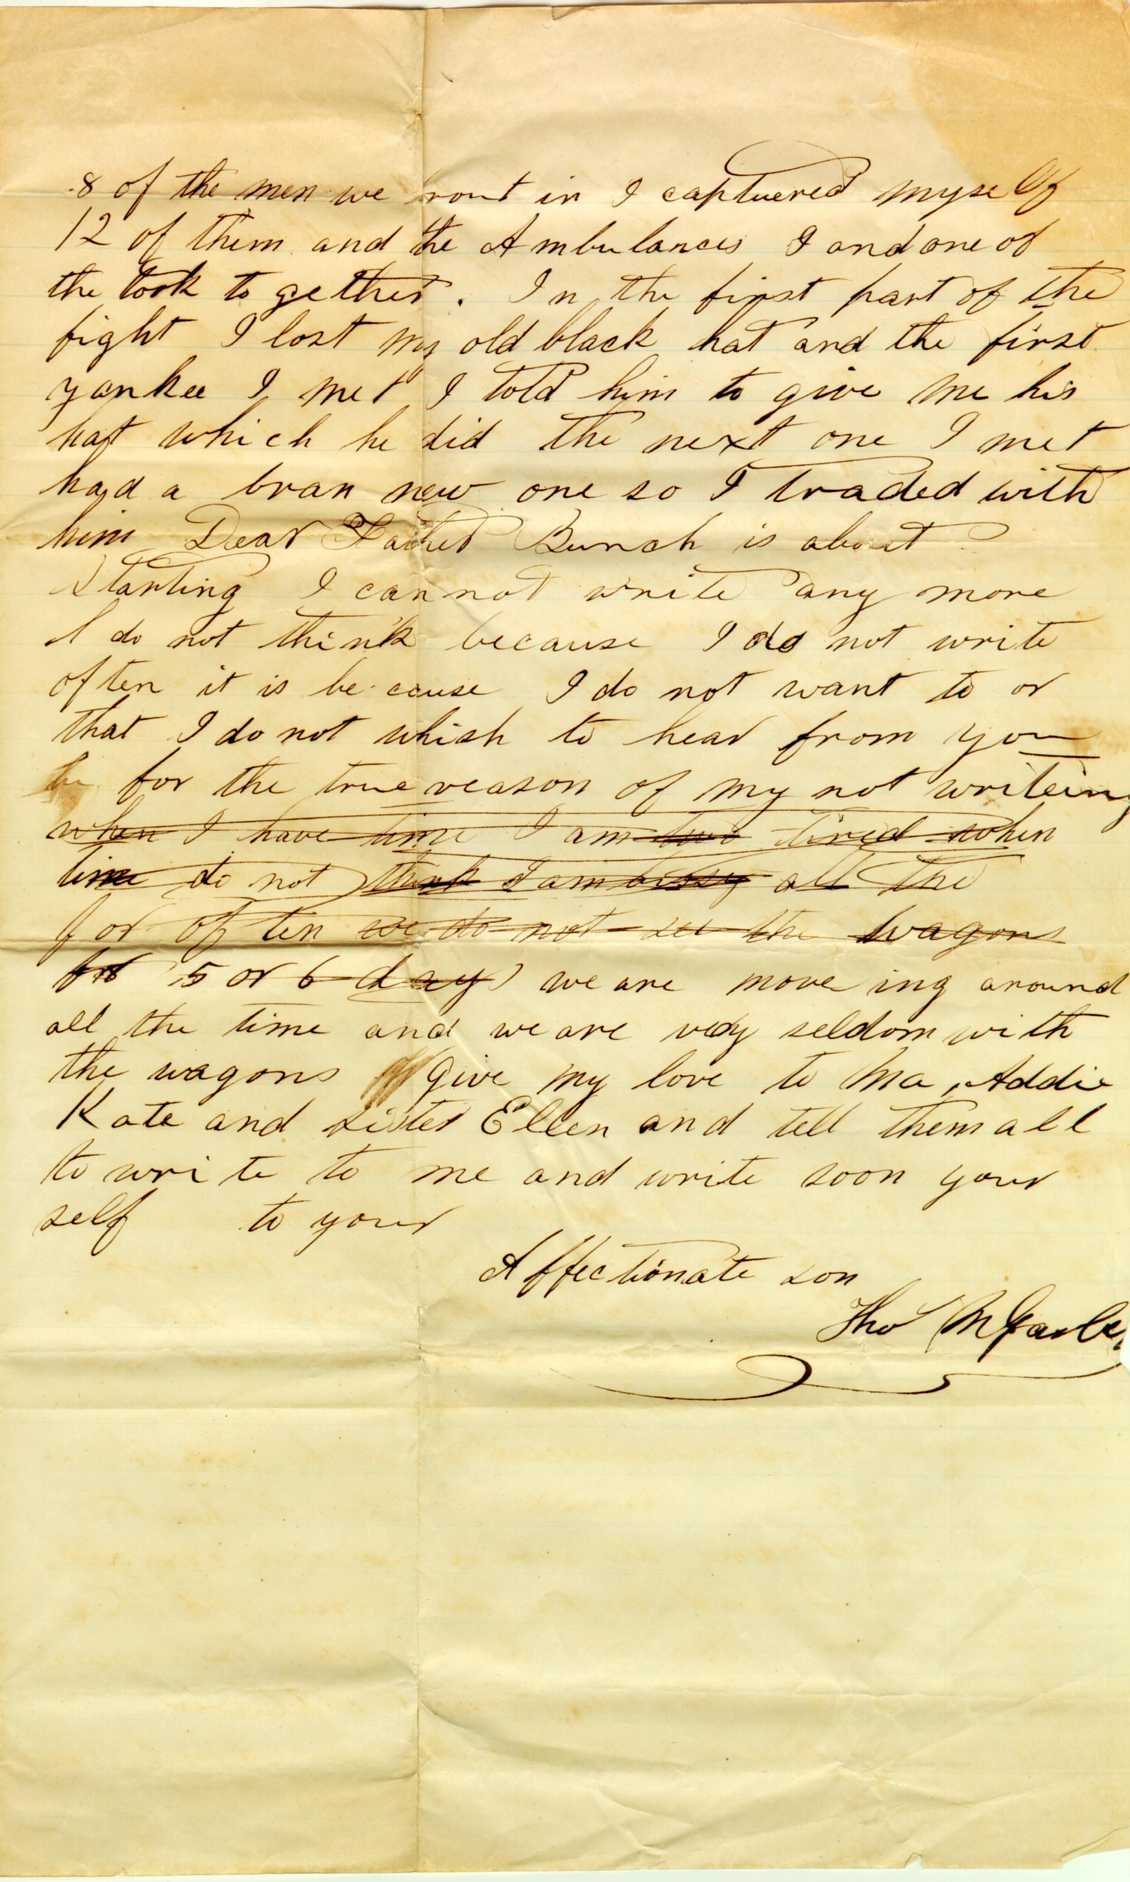 8 of the men we rout in I captuered myself
12 of them and the Ambulances I and one of
the took to gether. In the first part of the
fight I lost my old black hat and the first
yankee I met I told him to give me his
hat which he did the next one I met
had a bran new one so I traded with
him Dear Father Bunch is about
starting I can not write any more
I do not think because I do not write
often it is be cause I do not want to or
that I do not whish to hear from you
for the true reason of my not writeing
when I have time I am two tired when
time do not think I am bissy all the
for often we do not see the wagons
for 5 or 6 days we are move ing around
all the time and we are very seldom with
the wagons Give my love to Ma, Addie
Kate and sister Ellen and tell them all
to wri te to me and write soon your
self to your
Affectionate son
Tho M